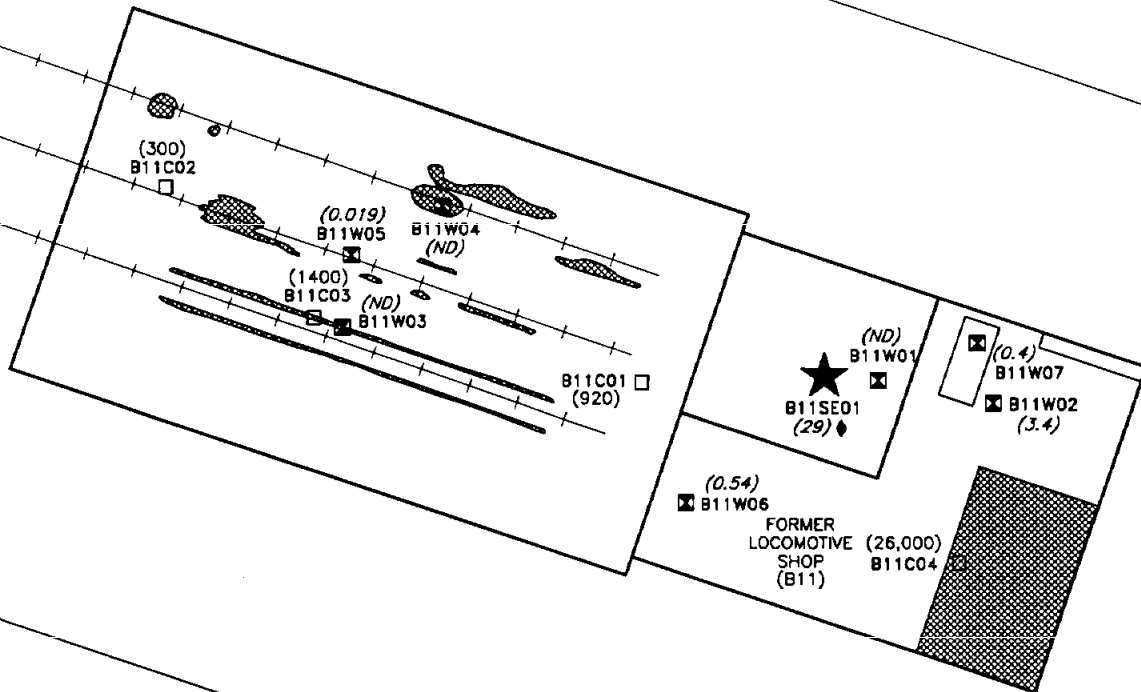 (300)
B11C02
(0.019)
B11W05
B11W04
(ND)
(1400)
B11C03
(ND)
B11W03
B11C01
(920)
(ND)
B11W01
B11SE01
(29)
(0.4)
B11W07
B11W02
(3.4)
(0.54)
B11W06
FORMER
LOCOMOTIVE
SHOP
(B11)
(26,000)
B11C04